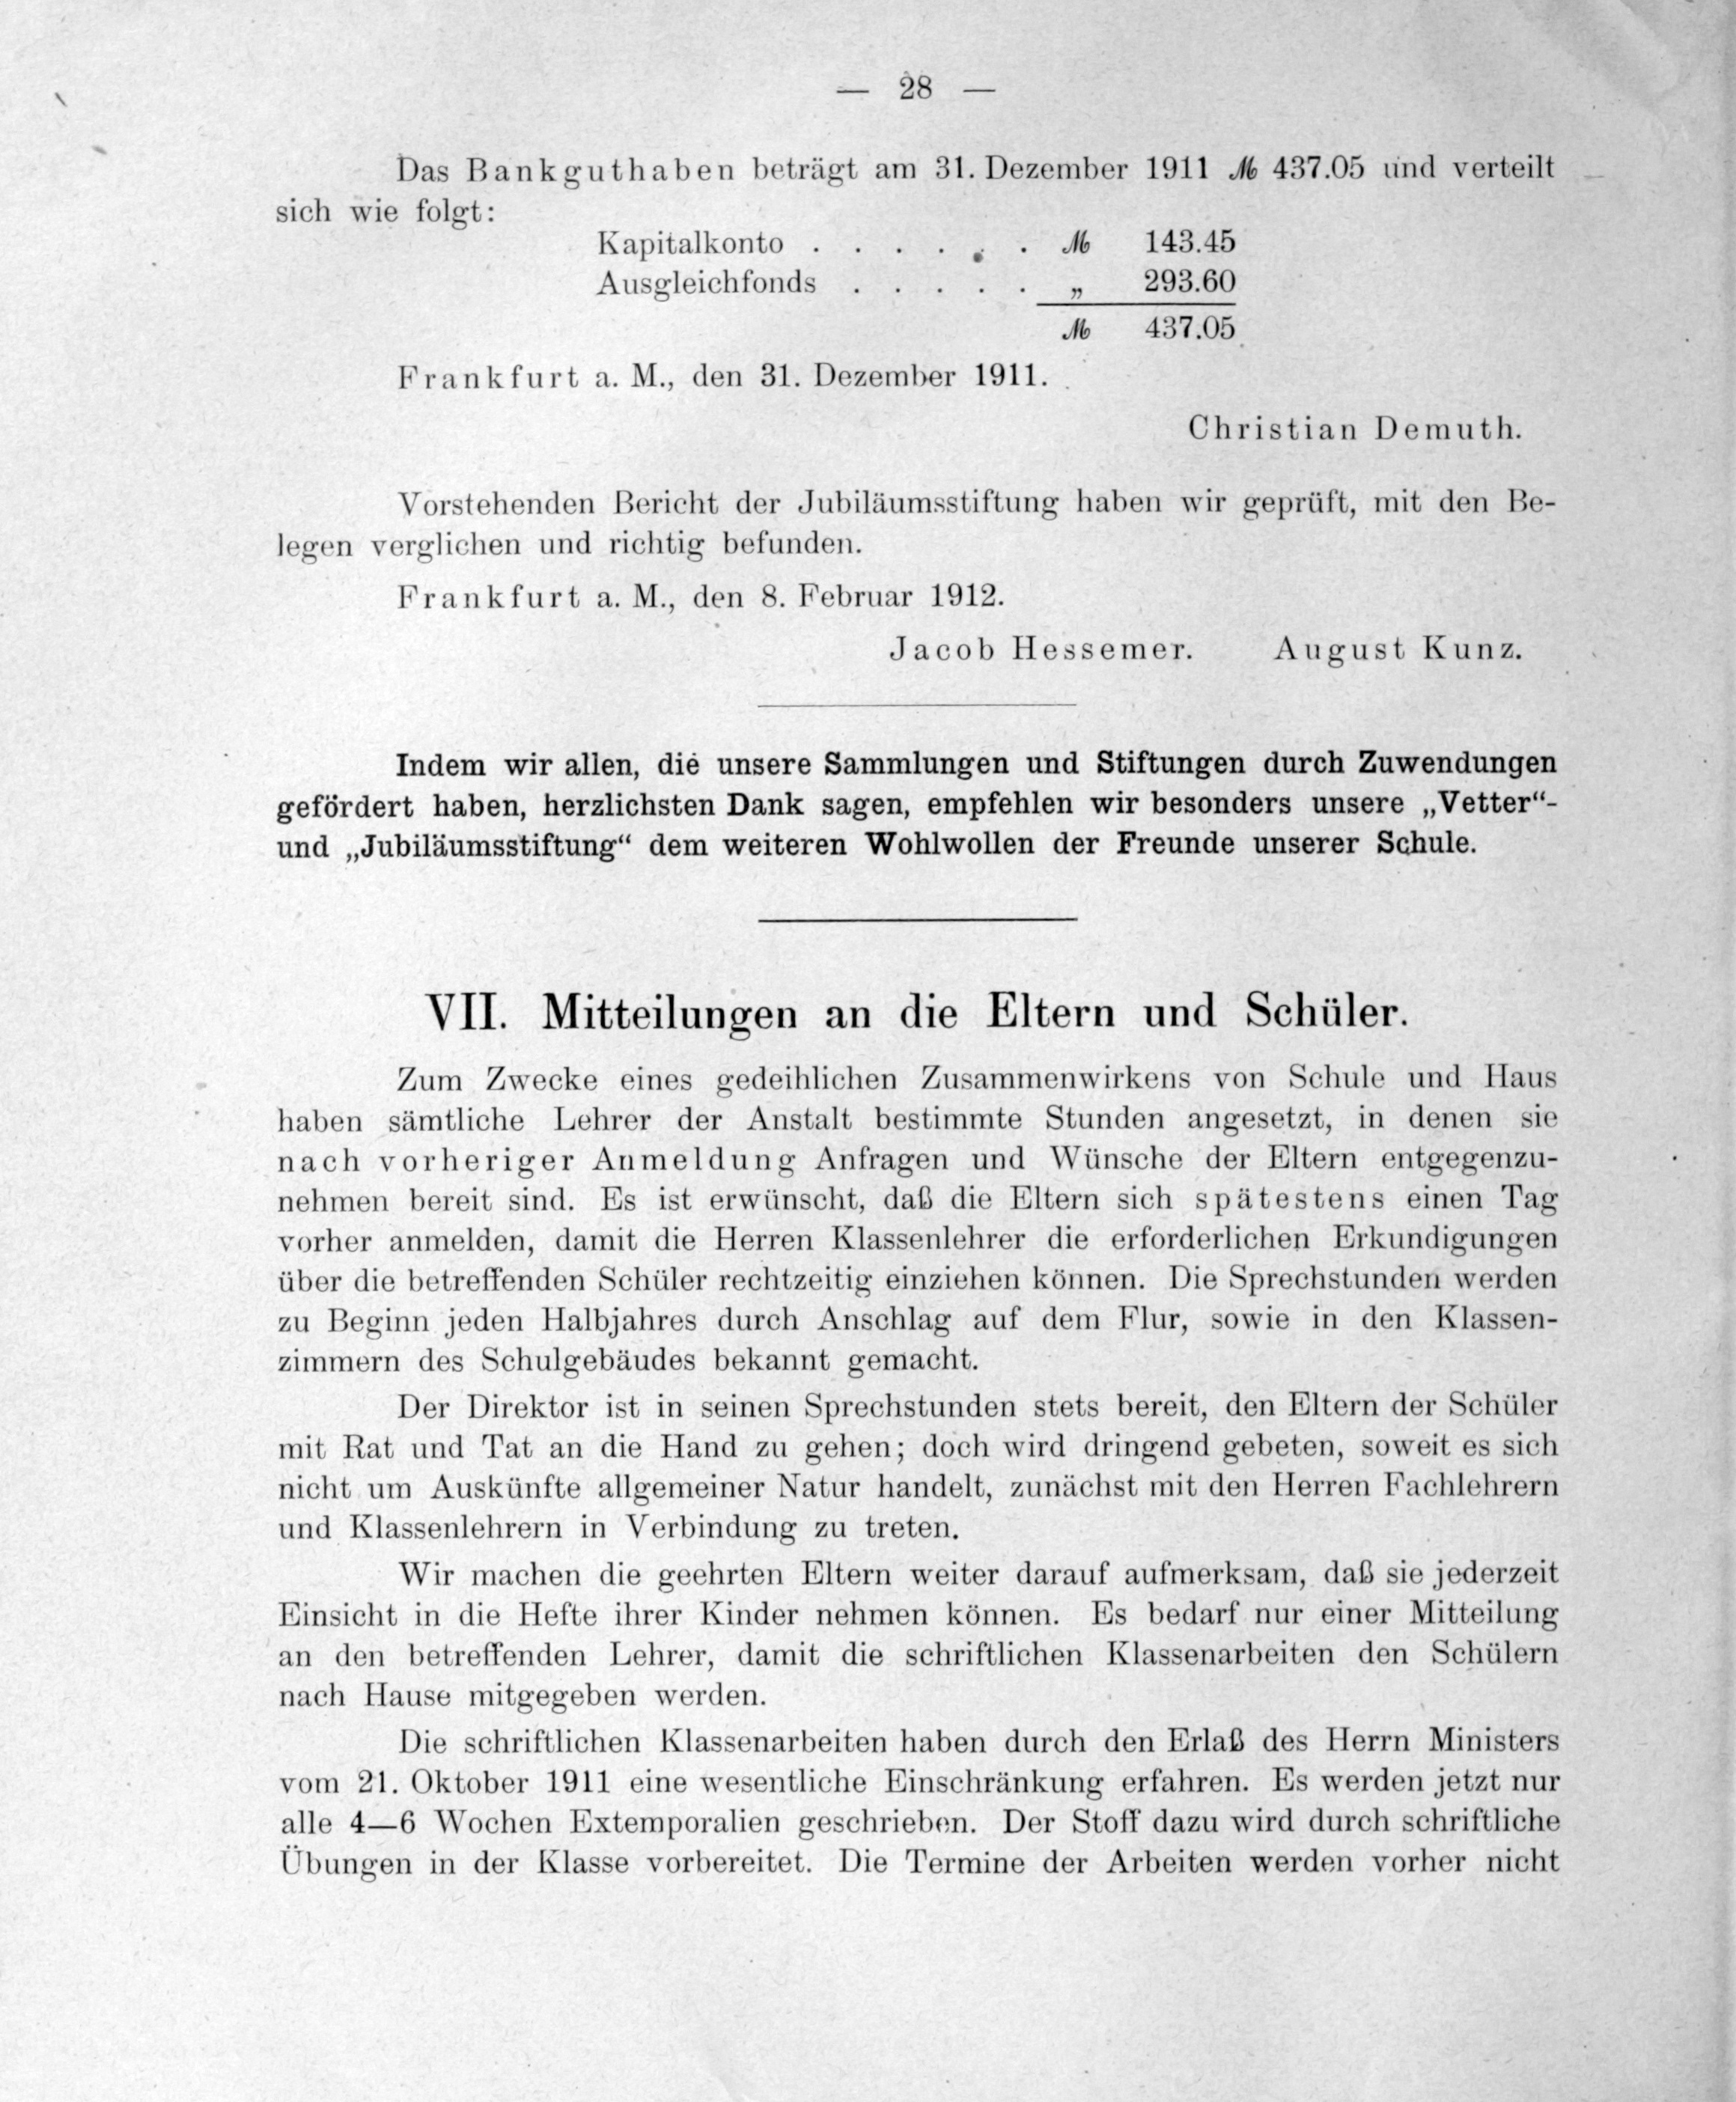 — 28 —
Das Bankguthaben beträgt am 31. Dezember 1911 ℳ 437.05 und verteilt
sich wie folgt:
Kapitalkonto . . . . . . ℳ 143.45
Ausgleichfonds . . . . . „ 293.60
ℳ 437.05
Frankfurt a. M., den 31. Dezember 1911.
Christian Demuth.
Vorstehenden Bericht der Jubiläumsstiftung haben wir geprüft, mit den Be-
legen verglichen und richtig befunden.
Frankfurt a. M., den 8. Februar 1912.
Jacob Hessemer. August Kunz.
Indem wir allen, die unsere Sammlungen und Stiftungen durch Zuwendungen
gefördert haben, herzlichsten Dank sagen, empfehlen wir besonders unsere „Vetter“-
und „Jubiläumsstiftung“ dem weiteren Wohlwollen der Freunde unserer Schule.
VII. Mitteilungen an die Eltern und Schüler.
Zum Zwecke eines gedeihlichen Zusammenwirkens von Schule und Haus
haben sämtliche Lehrer der Anstalt bestimmte Stunden angesetzt, in denen sie
nach vorheriger Anmeldung Anfragen und Wünsche der Eltern entgegenzu-
nehmen bereit sind. Es ist erwünscht, daß die Eltern sich spätestens einen Tag
vorher anmelden, damit die Herren Klassenlehrer die erforderlichen Erkundigungen
über die betreffenden Schüler rechtzeitig einziehen können. Die Sprechstunden werden
zu Beginn jeden Halbjahres durch Anschlag auf dem Flur, sowie in den Klassen-
zimmern des Schulgebäudes bekannt gemacht.
Der Direktor ist in seinen Sprechstunden stets bereit, den Eltern der Schüler
mit Rat und Tat an die Hand zu gehen; doch wird dringend gebeten, soweit es sich
nicht um Auskünfte allgemeiner Natur handelt, zunächst mit den Herren Fachlehrern
und Klassenlehrern in Verbindung zu treten.
Wir machen die geehrten Eltern weiter darauf aufmerksam, daß sie jederzeit
Einsicht in die Hefte ihrer Kinder nehmen können. Es bedarf nur einer Mitteilung
an den betreffenden Lehrer, damit die schriftlichen Klassenarbeiten den Schülern
nach Hause mitgegeben werden.
Die schriftlichen Klassenarbeiten haben durch den Erlaß des Herrn Ministers
vom 21. Oktober 1911 eine wesentliche Einschränkung erfahren. Es werden jetzt nur
alle 4—6 Wochen Extemporalien geschrieben. Der Stoff dazu wird durch schriftliche
Übungen in der Klasse vorbereitet. Die Termine der Arbeiten werden vorher nicht